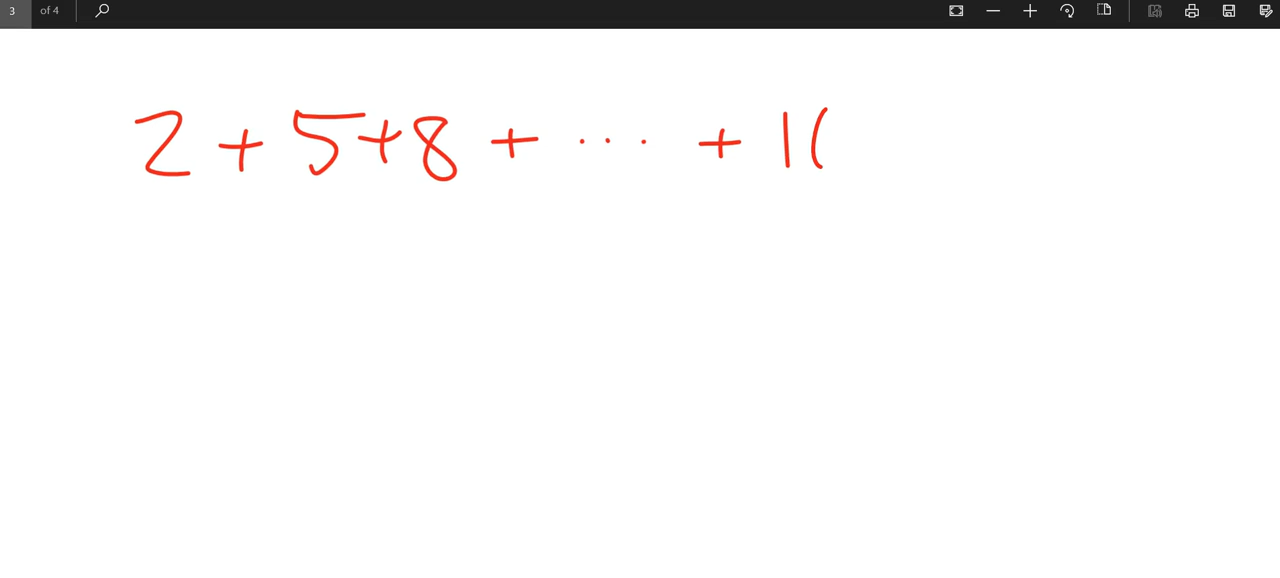 3 of 4
2 + 5 + 8 + ... + 1(